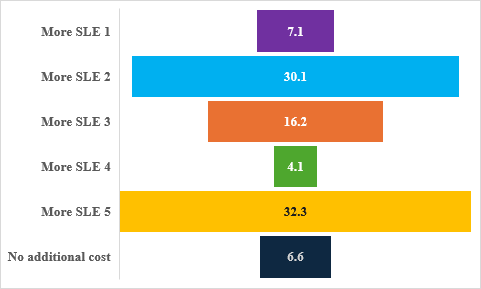 More SLE 1 7.1
More SLE 2 30.1
More SLE 3 16.2
More SLE 4 4.1
More SLE 5 32.3
No additional cost 6.6